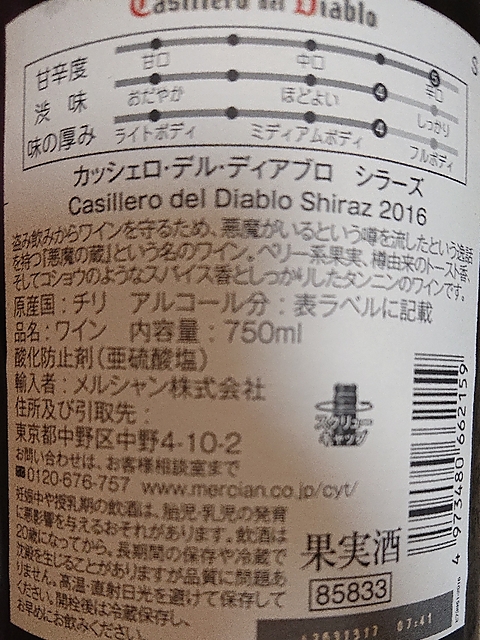 Casillero del Diablo
甘辛度 甘口 中口 5 辛口
渋味 おだやか ほどよい 4 しっかり
味の厚み ライトボディ ミディアムボディ 4 フルボディ
カッシェロ・デル・ディアブロ シラーズ
Casillero del Diablo Shiraz 2016
盗み飲みからワインを守るため、悪魔がいるという噂を流したという逸話
を持つ『悪魔の蔵』という名のワイン。ベリー系果実、樽由来のトースト香、
そしてコショウのようなスパイス香としっかりしたタンニンのワインです。
原産国：チリ アルコール分：表ラベルに記載
品名：ワイン 内容量：750ml
酸化防止剤（亜硫酸塩）
輸入者：メルシャン株式会社
住所及び引取先：
東京都中野区中野4-10-2
お問い合わせは、お客様相談室まで
☎0120-676-757 www.mercian.co.jp/cyt/
妊娠中や授乳期の飲酒は、胎児・乳児の発育
に悪影響を与えるおそれがあります。飲酒は
20歳になってから。長期間の保存や冷蔵で
沈殿を生じることがありますが品質に問題あ
りません。高温・直射日光を避けて保存して
ください。開栓後は冷蔵保存し、
お早めにお飲みください。
スクリュー
キャップ
果実酒
85833
4 973480 662159
07:41